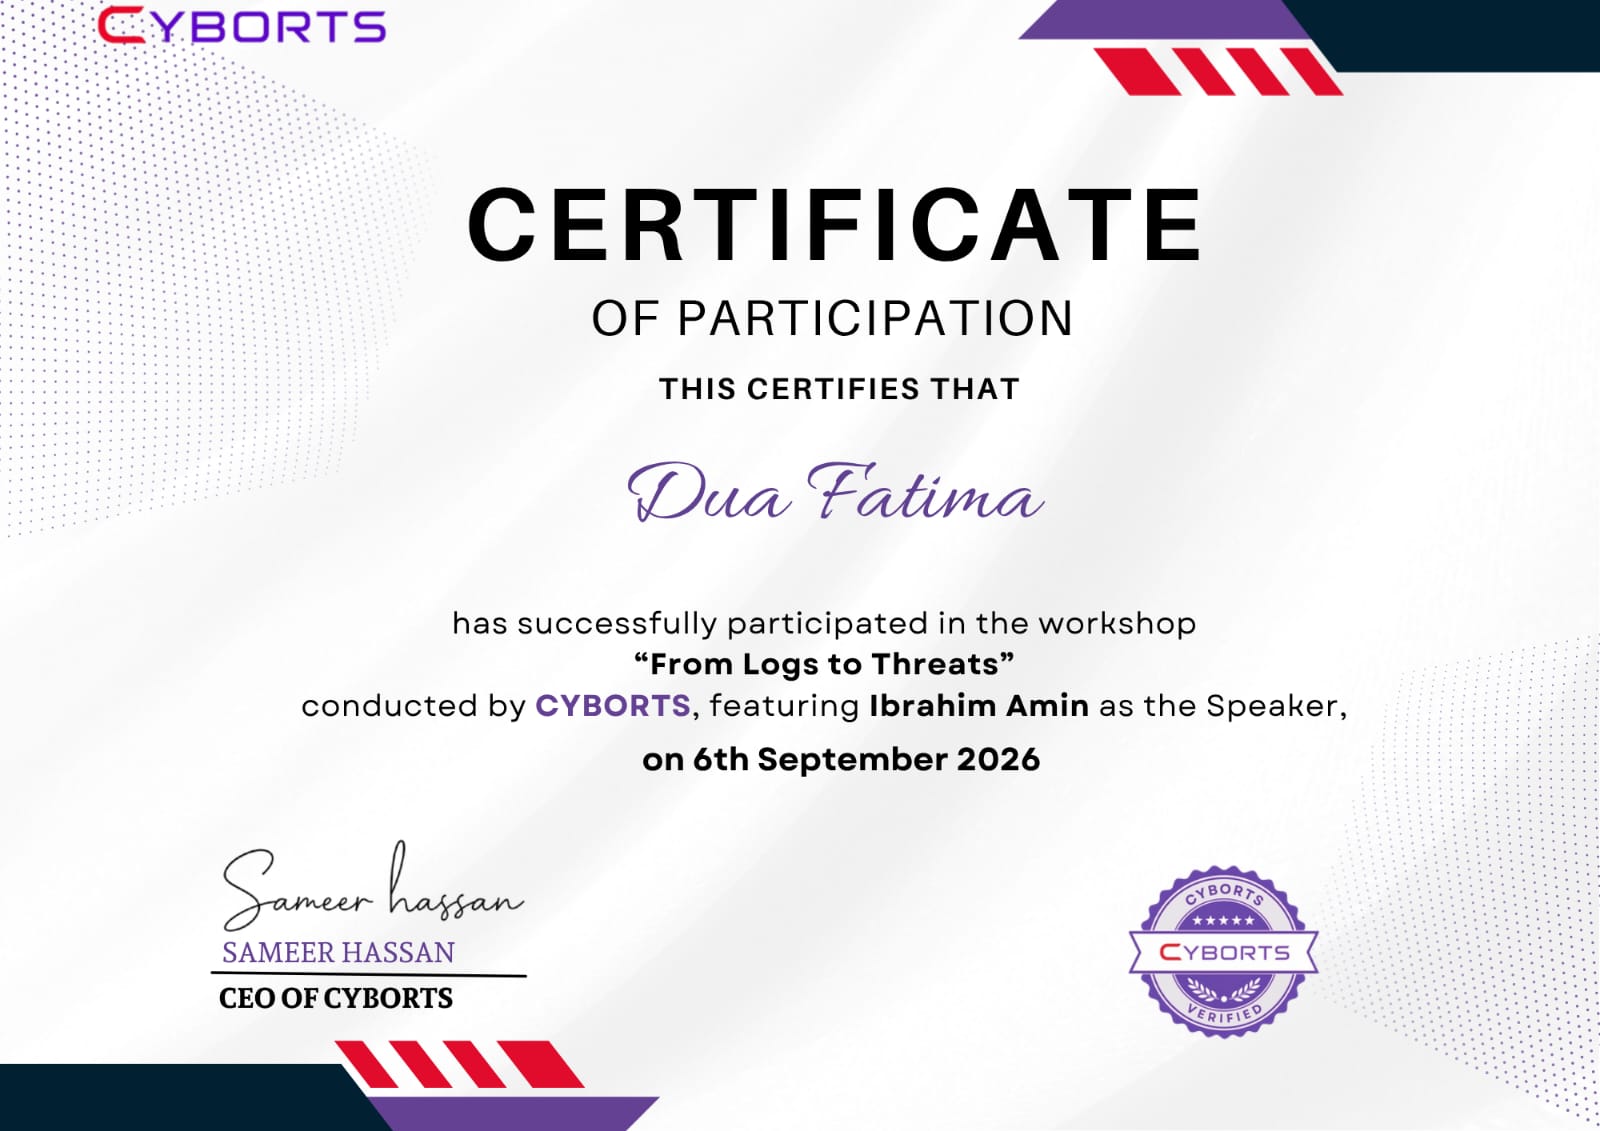 CYBORTS
CERTIFICATE
OF PARTICIPATION
THIS CERTIFIES THAT
Dua Fatima
has successfully participated in the workshop
“From Logs to Threats”
conducted by CYBORTS, featuring Ibrahim Amin as the Speaker,
on 6th September 2026
Sameer hassan
SAMEER HASSAN
CEO OF CYBORTS
CYBORTS
CYBORTS
VERIFIED